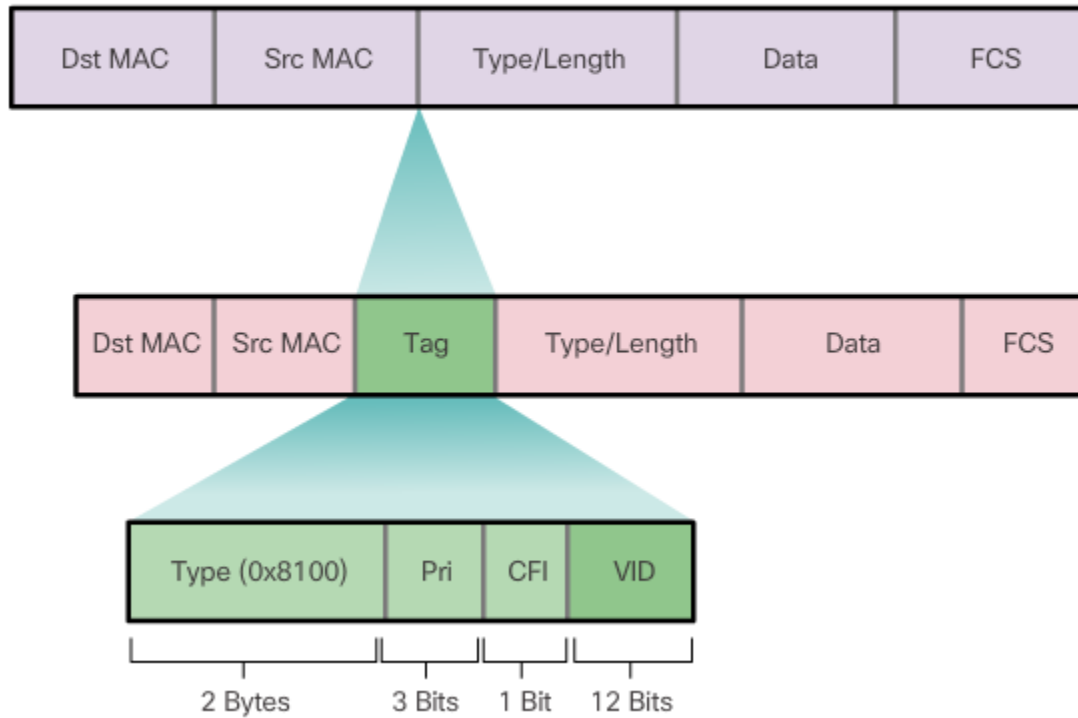 Dst MAC Src MAC Type/Length Data FCS
Dst MAC Src MAC Tag Type/Length Data FCS
Type (0x8100) Pri CFI VID
2 Bytes 3 Bits 1 Bit 12 Bits